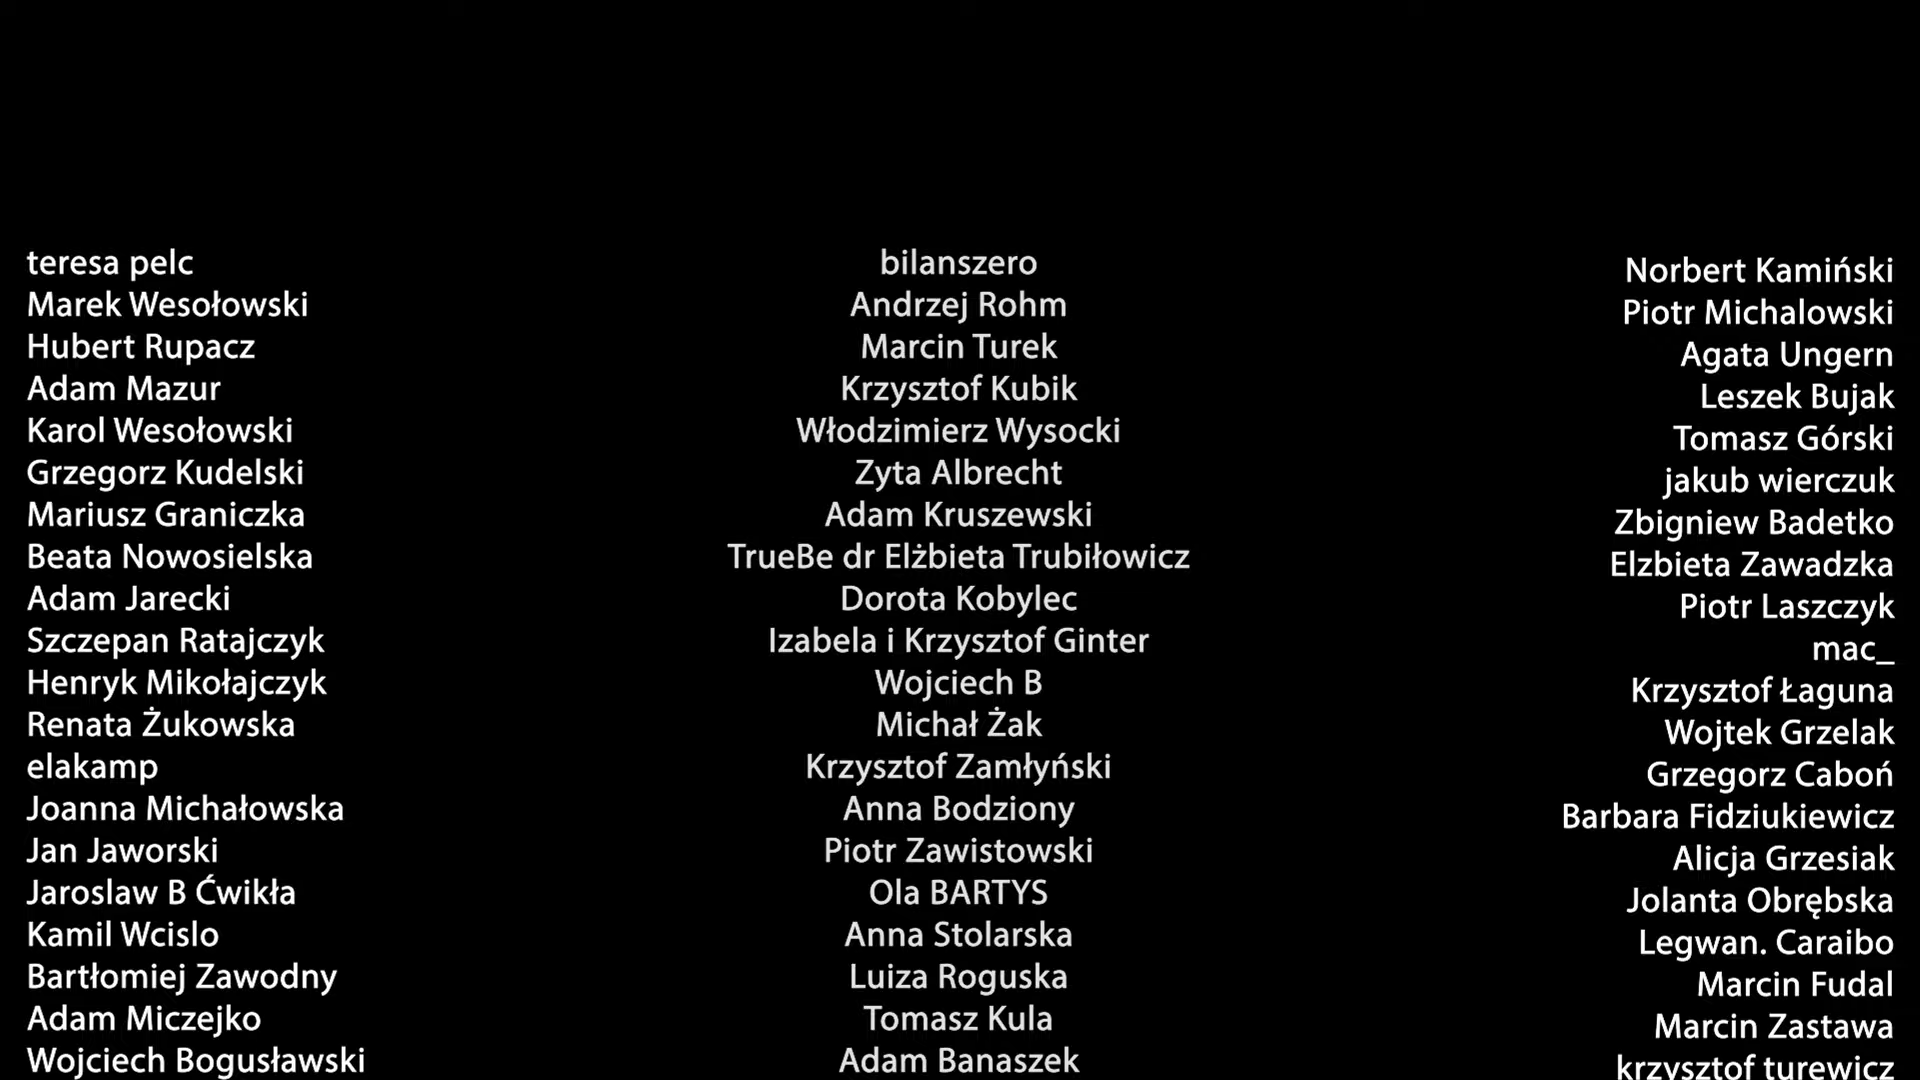 teresa pelc
Marek Wesołowski
Hubert Rupacz
Adam Mazur
Karol Wesołowski
Grzegorz Kudelski
Mariusz Graniczka
Beata Nowosielska
Adam Jarecki
Szczepan Ratajczyk
Henryk Mikołajczyk
Renata Żukowska
elakamp
Joanna Michałowska
Jan Jaworski
Jaroslaw B Ćwikła
Kamil Wcislo
Bartłomiej Zawodny
Adam Miczejko
Wojciech Bogusławski
bilanszero
Andrzej Rohm
Marcin Turek
Krzysztof Kubik
Włodzimierz Wysocki
Zyta Albrecht
Adam Kruszewski
TrueBe dr Elżbieta Trubiłowicz
Dorota Kobylec
Izabela i Krzysztof Ginter
Wojciech B
Michał Żak
Krzysztof Zamłyński
Anna Bodziony
Piotr Zawistowski
Ola BARTYS
Anna Stolarska
Luiza Roguska
Tomasz Kula
Adam Banaszek
Norbert Kamiński
Piotr Michalowski
Agata Ungern
Leszek Bujak
Tomasz Górski
jakub wierczuk
Zbigniew Badetko
Elzbieta Zawadzka
Piotr Laszczyk
mac_
Krzysztof Łaguna
Wojtek Grzelak
Grzegorz Caboń
Barbara Fidziukiewicz
Alicja Grzesiak
Jolanta Obrębska
Legwan. Caraibo
Marcin Fudal
Marcin Zastawa
krzysztof turewicz